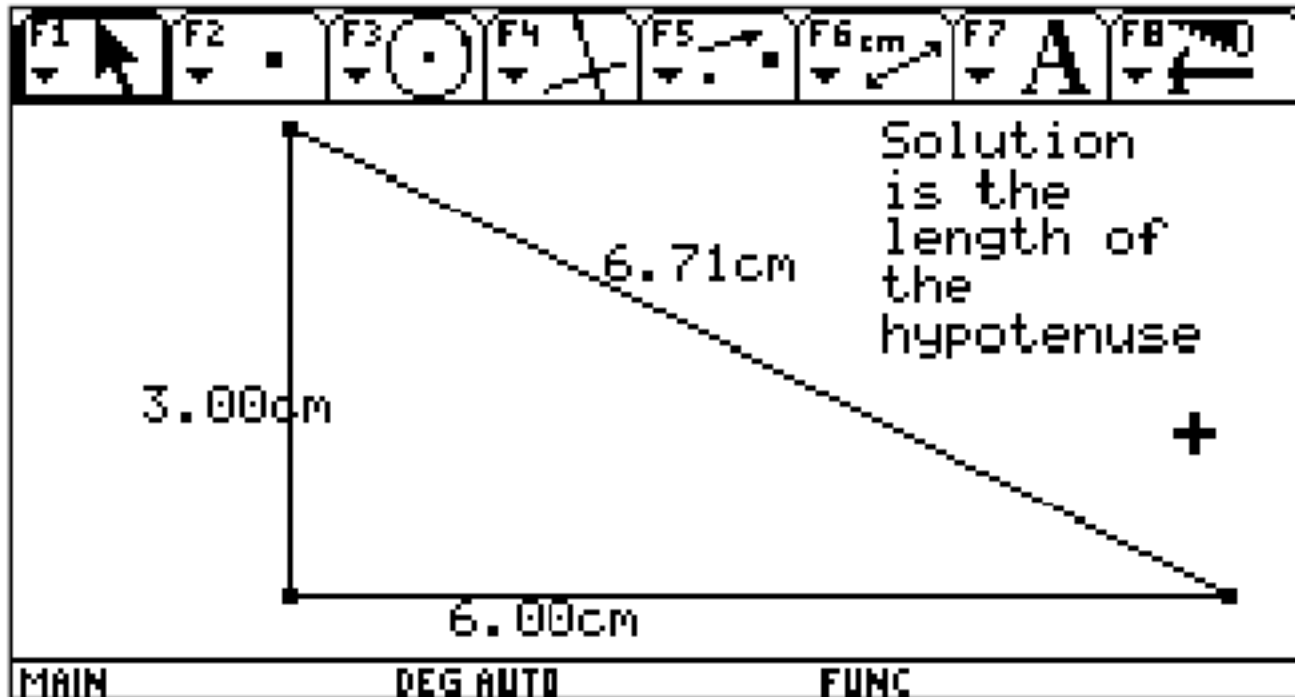 F1 F2 F3 F4 F5 F6 cm F7 A F8
Solution
is the
length of
the
hypotenuse
6.71cm
3.00cm
6.00cm
MAIN DEG AUTO FUNC